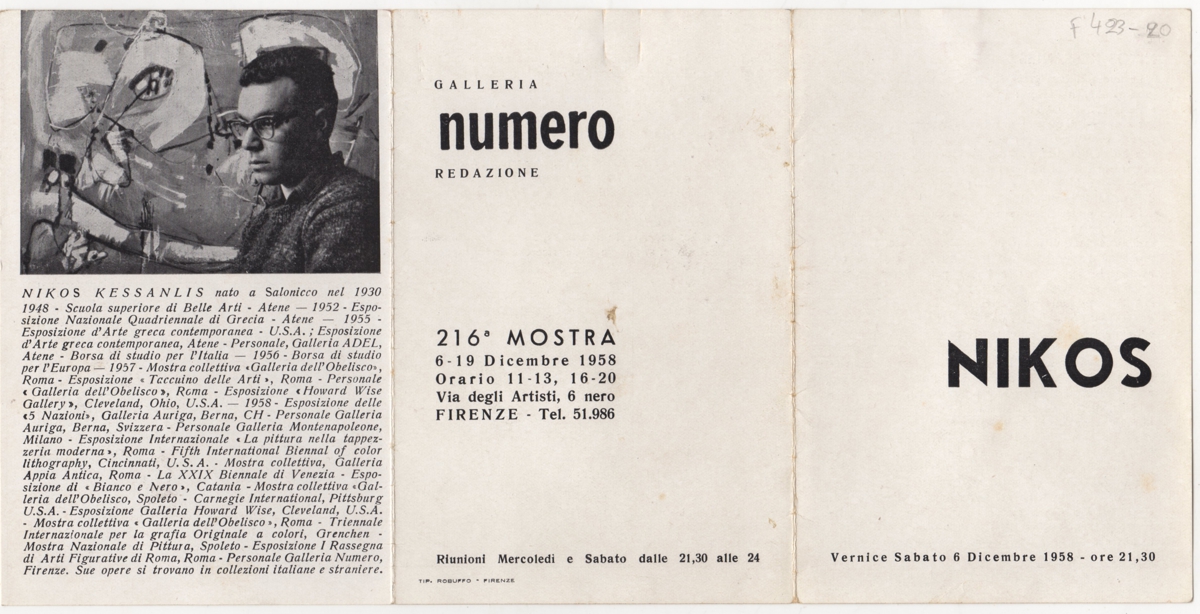 NIKOS KESSANLIS nato a Salonicco nel 1930
1948 - Scuola superiore di Belle Arti - Atene — 1952 - Espo-
sizione Nazionale Quadriennale di Grecia - Atene — 1955 -
Esposizione d'Arte greca contemporanea - U.S.A. ; Esposizione
d'Arte greca contemporanea, Atene - Personale, Galleria ADEL,
Atene - Borsa di studio per l'Italia — 1956 - Borsa di studio
per l'Europa — 1957 - Mostra collettiva «Galleria dell'Obelisco»,
Roma - Esposizione « Tcccuino delle Arti », Roma - Personale
« Galleria dell'Obelisco », Roma - Esposizione «Howard Wise
Gallery», Cleveland, Ohio, U.S.A. — 1958 - Esposizione delle
«5 Nazioni», Galleria Auriga, Berna, CH - Personale Galleria
Auriga, Berna, Svizzera - Personale Galleria Montenapoleone,
Milano - Esposizione Internazionale « La pittura nella tappez-
zeria moderna », Roma - Fifth International Biennal of color
lithography, Cincinnati, U.S.A. - Mostra collettiva, Galleria
Appia Antica, Roma - La XXIX Biennale di Venezia - Espo-
sizione di «Bianco e Nero», Catania - Mostra collettiva «Gal-
leria dell'Obelisco, Spoleto - Carnegie International, Pittsburg
U.S.A. - Esposizione Galleria Howard Wise, Cleveland, U.S.A.
- Mostra collettiva « Galleria dell'Obelisco », Roma - Triennale
Internazionale per la grafia Originale a colori, Grenchen -
Mostra Nazionale di Pittura, Spoleto - Esposizione I Rassegna
di Arti Figurative di Roma, Roma - Personale Galleria Numero,
Firenze. Sue opere si trovano in collezioni italiane e straniere.
GALLERIA
numero
REDAZIONE
216ª MOSTRA
6-19 Dicembre 1958
Orario 11-13, 16-20
Via degli Artisti, 6 nero
FIRENZE - Tel. 51.986
Riunioni Mercoledi e Sabato dalle 21,30 alle 24
TIP. ROBUFFO - FIRENZE
F 423-20
NIKOS
Vernice Sabato 6 Dicembre 1958 - ore 21,30